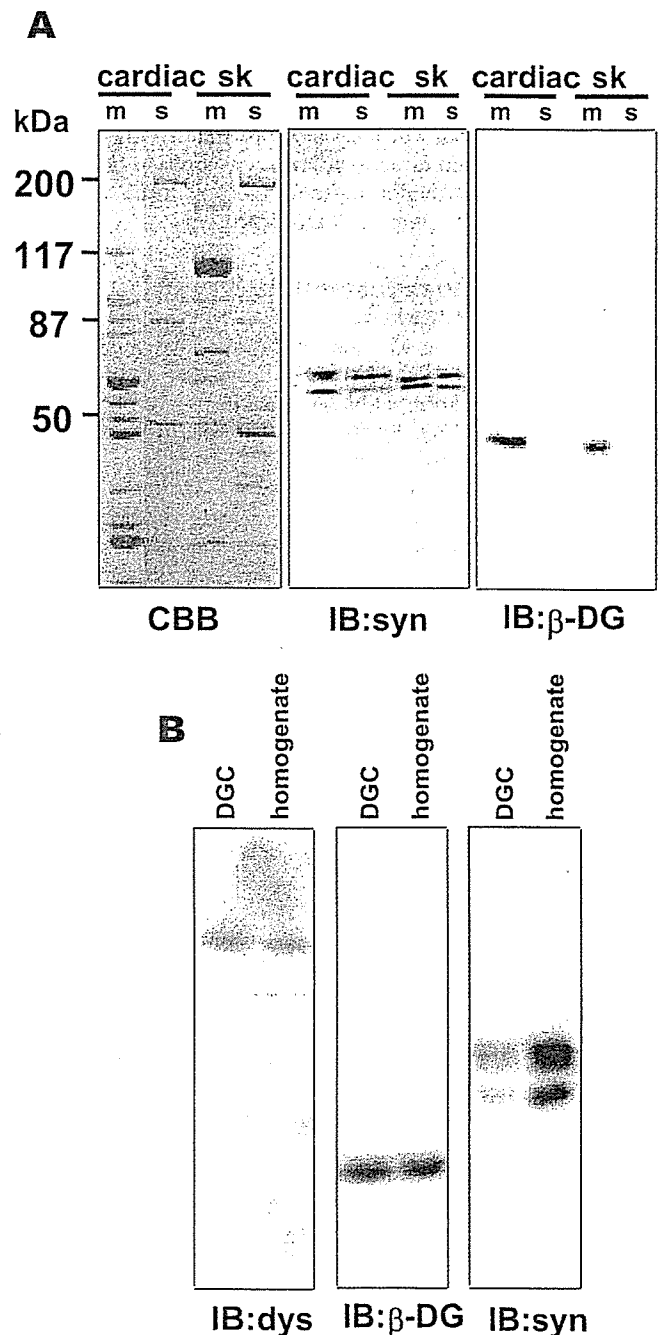 A
cardiac sk cardiac sk cardiac sk
m s m s m s m s m s m s
kDa
200
117
87
50
CBB IB:syn IB:β-DG
B
DGC homogenate DGC homogenate DGC homogenate
IB:dys IB:β-DG IB:syn